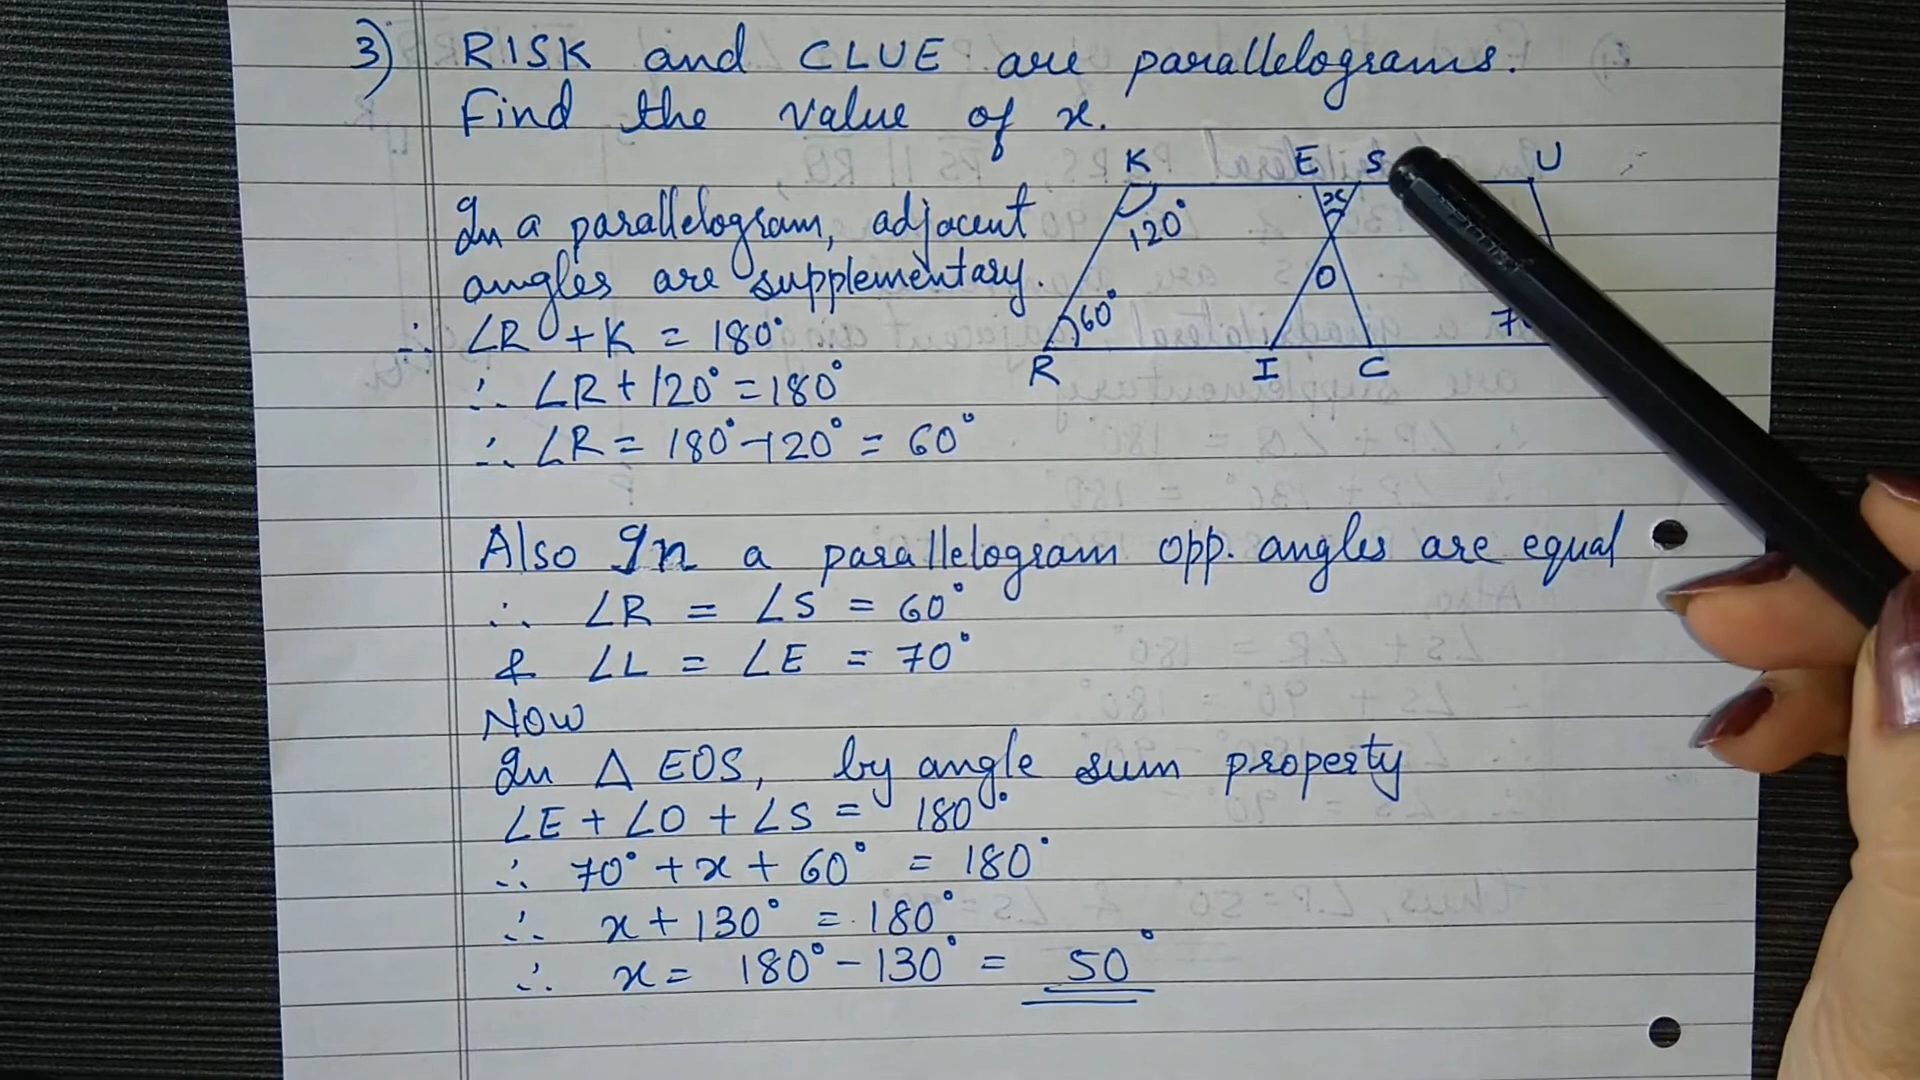 3) RISK and CLUE are parallelograms.
Find the value of x.
K E S U
x
120°
O
60°
7
R I C
In a parallelogram, adjacent
angles are supplementary.
∴ ∠R + K = 180°
∴ ∠R + 120° = 180°
∴ ∠R = 180° - 120° = 60°
Also In a parallelogram opp. angles are equal
∴ ∠R = ∠S = 60°
& ∠L = ∠E = 70°
Now
In △ EOS, by angle sum property
∠E + ∠O + ∠S = 180°
∴ 70° + x + 60° = 180°
∴ x + 130° = 180°
∴ x = 180° - 130° = 50°